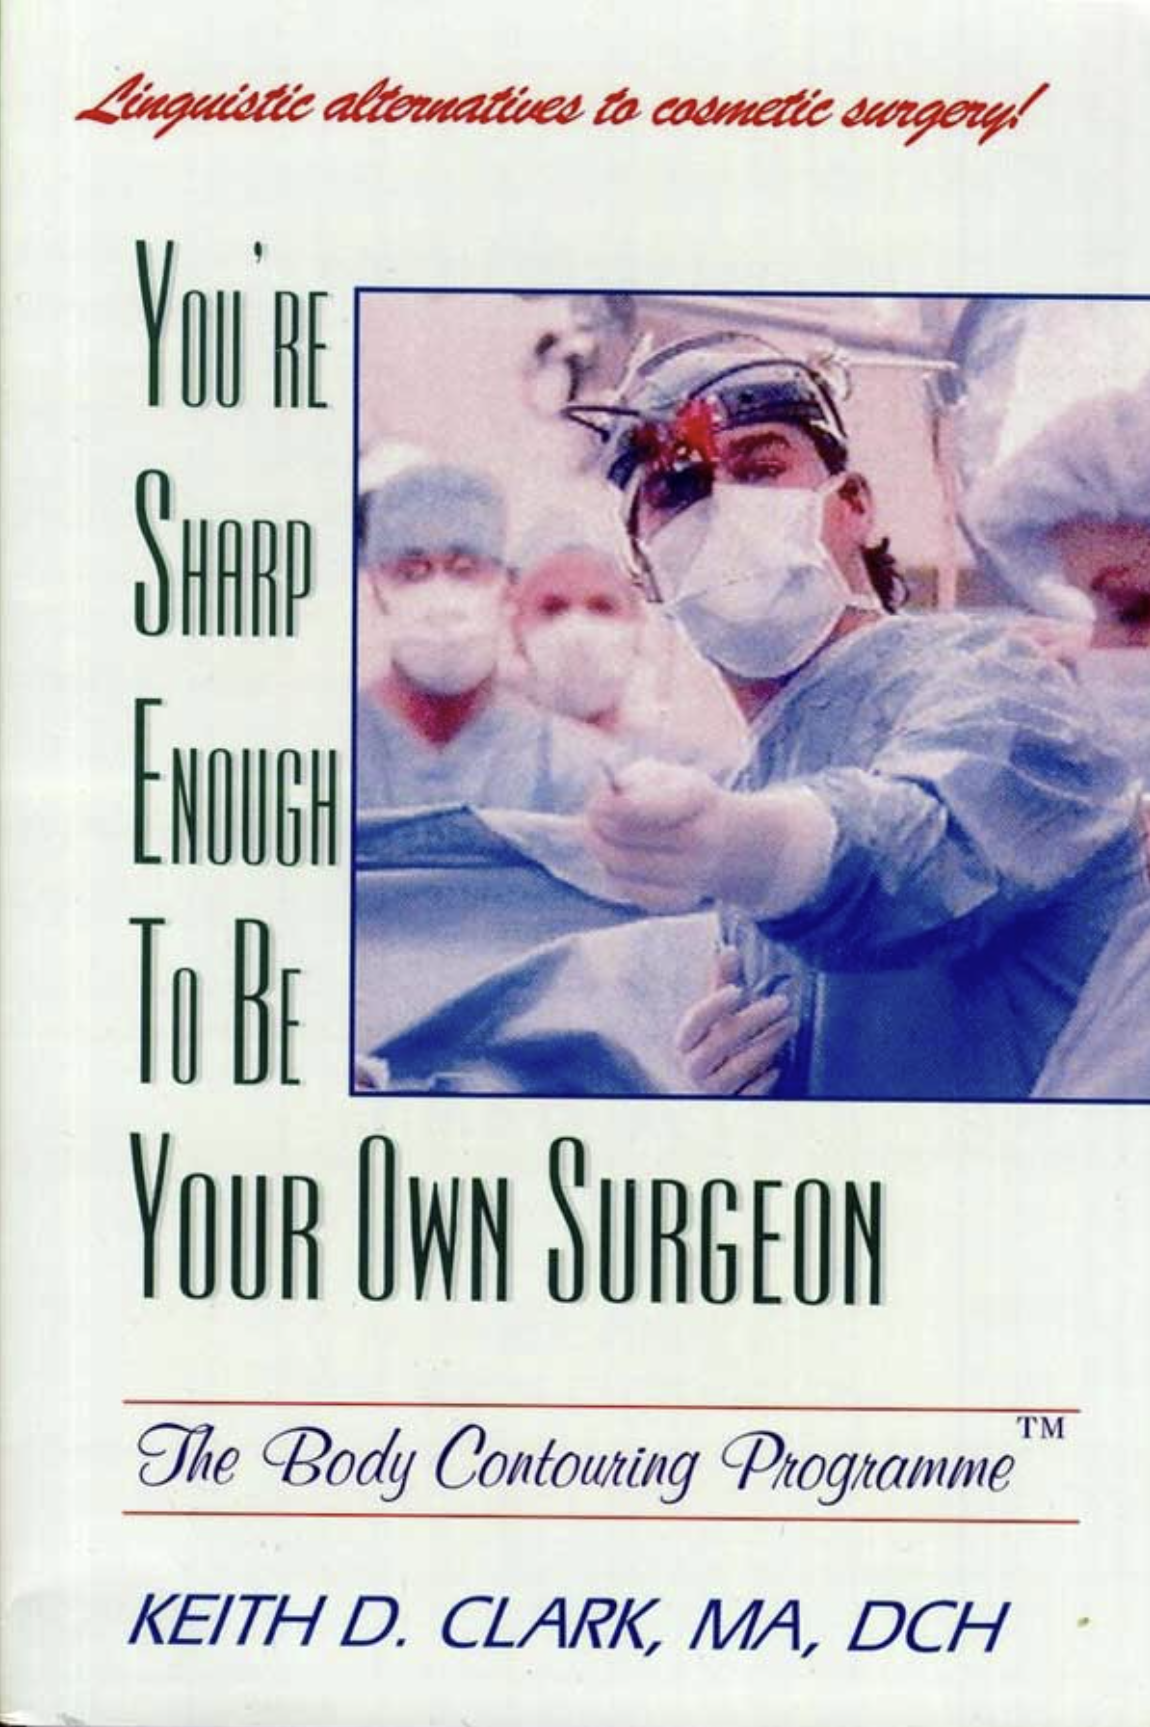 Linguistic alternatives to cosmetic surgery!
YOU'RE
SHARP
ENOUGH
TO BE
YOUR OWN SURGEON
The Body Contouring Programme™
KEITH D. CLARK, MA, DCH